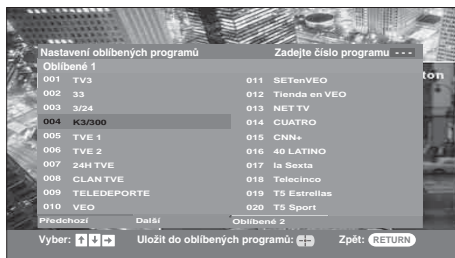 Nastavení oblíbených programů Zadejte číslo programu - - -
Oblíbené 1
001 TV3 011 SETenVEO
002 33 012 Tienda en VEO
003 3/24 013 NET TV
004 K3/300 014 CUATRO
005 TVE 1 015 CNN+
006 TVE 2 016 40 LATINO
007 24H TVE 017 la Sexta
008 CLAN TVE 018 Telecinco
009 TELEDEPORTE 019 T5 Estrellas
010 VEO 020 T5 Sport
Předchozí Další Oblíbené 2
Vyber: Uložit do oblíbených programů: Zpět: RETURN
ton